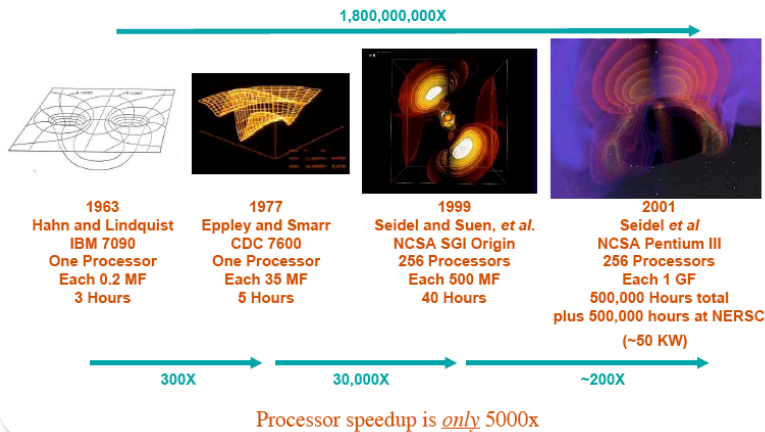 1,800,000,000X
1963
Hahn and Lindquist
IBM 7090
One Processor
Each 0.2 MF
3 Hours
1977
Eppley and Smarr
CDC 7600
One Processor
Each 35 MF
5 Hours
1999
Seidel and Suen, et al.
NCSA SGI Origin
256 Processors
Each 500 MF
40 Hours
2001
Seidel et al
NCSA Pentium III
256 Processors
Each 1 GF
500,000 Hours total
plus 500,000 hours at NERSC
(~50 KW)
300X
30,000X
~200X
Processor speedup is only 5000x